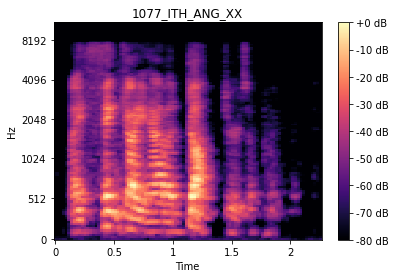 1077_ITH_ANG_XX
8192
4096
2048
1024
512
0
Hz
0
0.5
1
1.5
2
Time
+0 dB
-10 dB
-20 dB
-30 dB
-40 dB
-50 dB
-60 dB
-70 dB
-80 dB